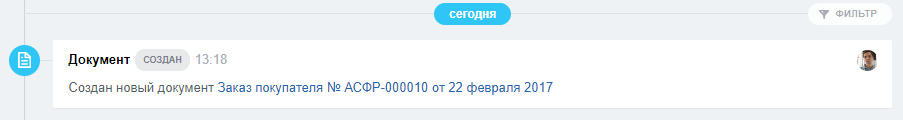 сегодня
ФИЛЬТР
Документ СОЗДАН 13:18
Создан новый документ Заказ покупателя № АСФР-000010 от 22 февраля 2017